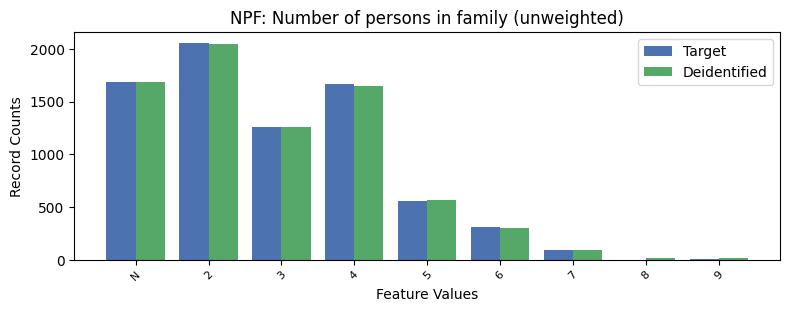 NPF: Number of persons in family (unweighted)
Target
Deidentified
Record Counts
2000
1500
1000
500
0
N 2 3 4 5 6 7 8 9
Feature Values